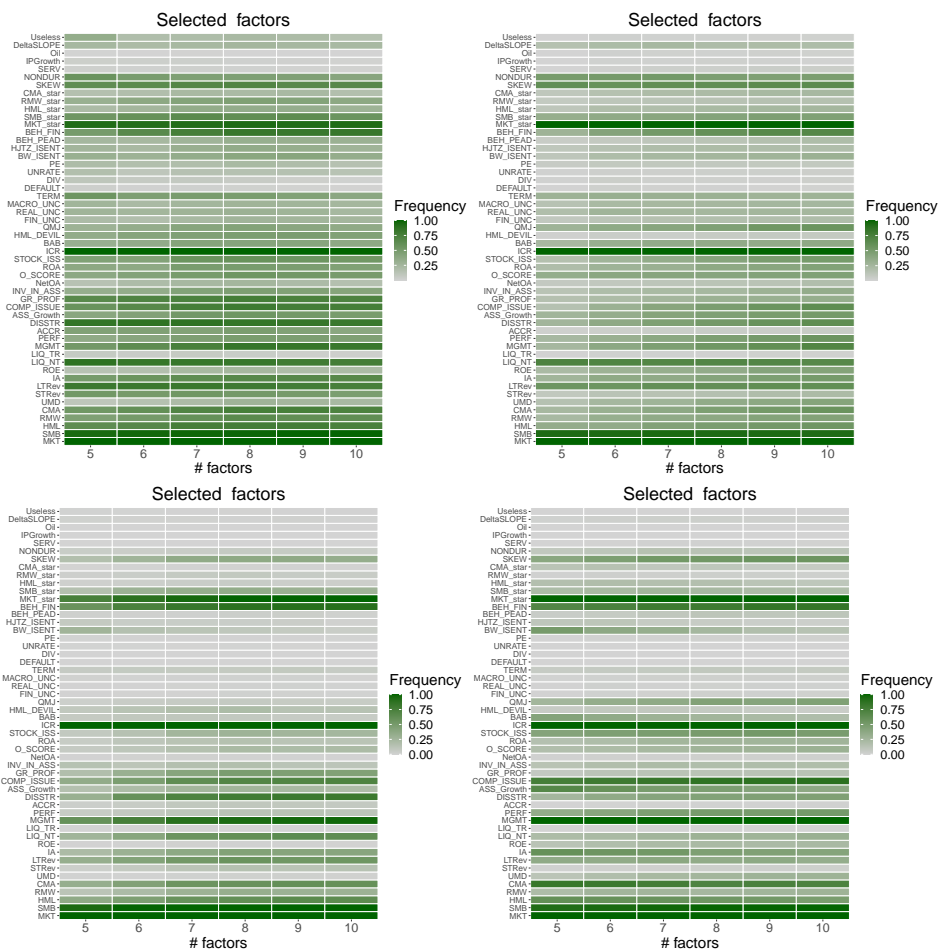 Selected factors
Useless
DeltaSLOPE
Oil
IPGrowth
SERV
NONDUR
SKEW
CMA_star
RMW_star
HML_star
SMB_star
MKT_star
BEH_FIN
BEH_PEAD
HJTZ_ISENT
BW_ISENT
PE
UNRATE
DIV
DEFAULT
TERM
MACRO_UNC
REAL_UNC
FIN_UNC
QMJ
HML_DEVIL
BAB
ICR
STOCK_ISS
ROA
O_SCORE
NetOA
INV_IN_ASS
GR_PROF
COMP_ISSUE
ASS_Growth
DISSTR
ACCR
PERF
MGMT
LIQ_TR
LIQ_NT
ROE
IA
LTRev
STRev
UMD
CMA
RMW
HML
SMB
MKT
5 6 7 8 9 10
# factors
Frequency
1.00
0.75
0.50
0.25
Selected factors
Useless
DeltaSLOPE
Oil
IPGrowth
SERV
NONDUR
SKEW
CMA_star
RMW_star
HML_star
SMB_star
MKT_star
BEH_FIN
BEH_PEAD
HJTZ_ISENT
BW_ISENT
PE
UNRATE
DIV
DEFAULT
TERM
MACRO_UNC
REAL_UNC
FIN_UNC
QMJ
HML_DEVIL
BAB
ICR
STOCK_ISS
ROA
O_SCORE
NetOA
INV_IN_ASS
GR_PROF
COMP_ISSUE
ASS_Growth
DISSTR
ACCR
PERF
MGMT
LIQ_TR
LIQ_NT
ROE
IA
LTRev
STRev
UMD
CMA
RMW
HML
SMB
MKT
5 6 7 8 9 10
# factors
Frequency
1.00
0.75
0.50
0.25
Selected factors
Useless
DeltaSLOPE
Oil
IPGrowth
SERV
NONDUR
SKEW
CMA_star
RMW_star
HML_star
SMB_star
MKT_star
BEH_FIN
BEH_PEAD
HJTZ_ISENT
BW_ISENT
PE
UNRATE
DIV
DEFAULT
TERM
MACRO_UNC
REAL_UNC
FIN_UNC
QMJ
HML_DEVIL
BAB
ICR
STOCK_ISS
ROA
O_SCORE
NetOA
INV_IN_ASS
GR_PROF
COMP_ISSUE
ASS_Growth
DISSTR
ACCR
PERF
MGMT
LIQ_TR
LIQ_NT
ROE
IA
LTRev
STRev
UMD
CMA
RMW
HML
SMB
MKT
5 6 7 8 9 10
# factors
Frequency
1.00
0.75
0.50
0.25
0.00
Selected factors
Useless
DeltaSLOPE
Oil
IPGrowth
SERV
NONDUR
SKEW
CMA_star
RMW_star
HML_star
SMB_star
MKT_star
BEH_FIN
BEH_PEAD
HJTZ_ISENT
BW_ISENT
PE
UNRATE
DIV
DEFAULT
TERM
MACRO_UNC
REAL_UNC
FIN_UNC
QMJ
HML_DEVIL
BAB
ICR
STOCK_ISS
ROA
O_SCORE
NetOA
INV_IN_ASS
GR_PROF
COMP_ISSUE
ASS_Growth
DISSTR
ACCR
PERF
MGMT
LIQ_TR
LIQ_NT
ROE
IA
LTRev
STRev
UMD
CMA
RMW
HML
SMB
MKT
5 6 7 8 9 10
# factors
Frequency
1.00
0.75
0.50
0.25
0.00